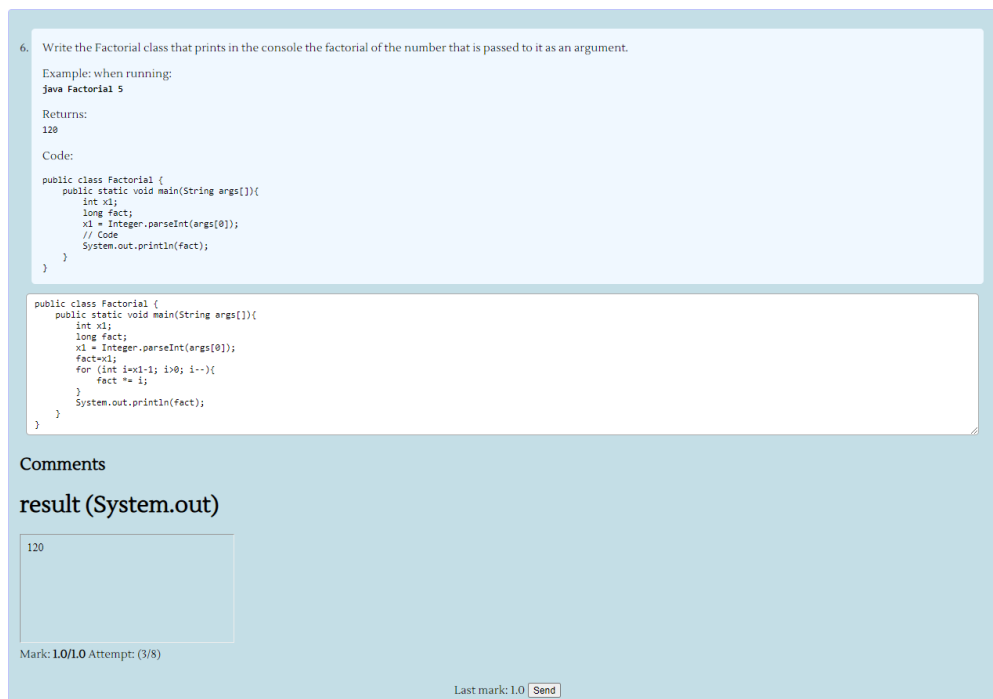 6. Write the Factorial class that prints in the console the factorial of the number that is passed to it as an argument.
Example: when running:
java Factorial 5
Returns:
120
Code:
public class Factorial {
    public static void main(String args[]){
        int x1;
        long fact;
        x1 = Integer.parseInt(args[0]);
        // Code
        System.out.println(fact);
    }
}
public class Factorial {
    public static void main(String args[]){
        int x1;
        long fact;
        x1 = Integer.parseInt(args[0]);
        fact=x1;
        for (int i=x1-1; i>0; i--){
            fact *= i;
        }
        System.out.println(fact);
    }
}
Comments
result (System.out)
120
Mark: 1.0/1.0 Attempt: (3/8)
Last mark: 1.0 Send